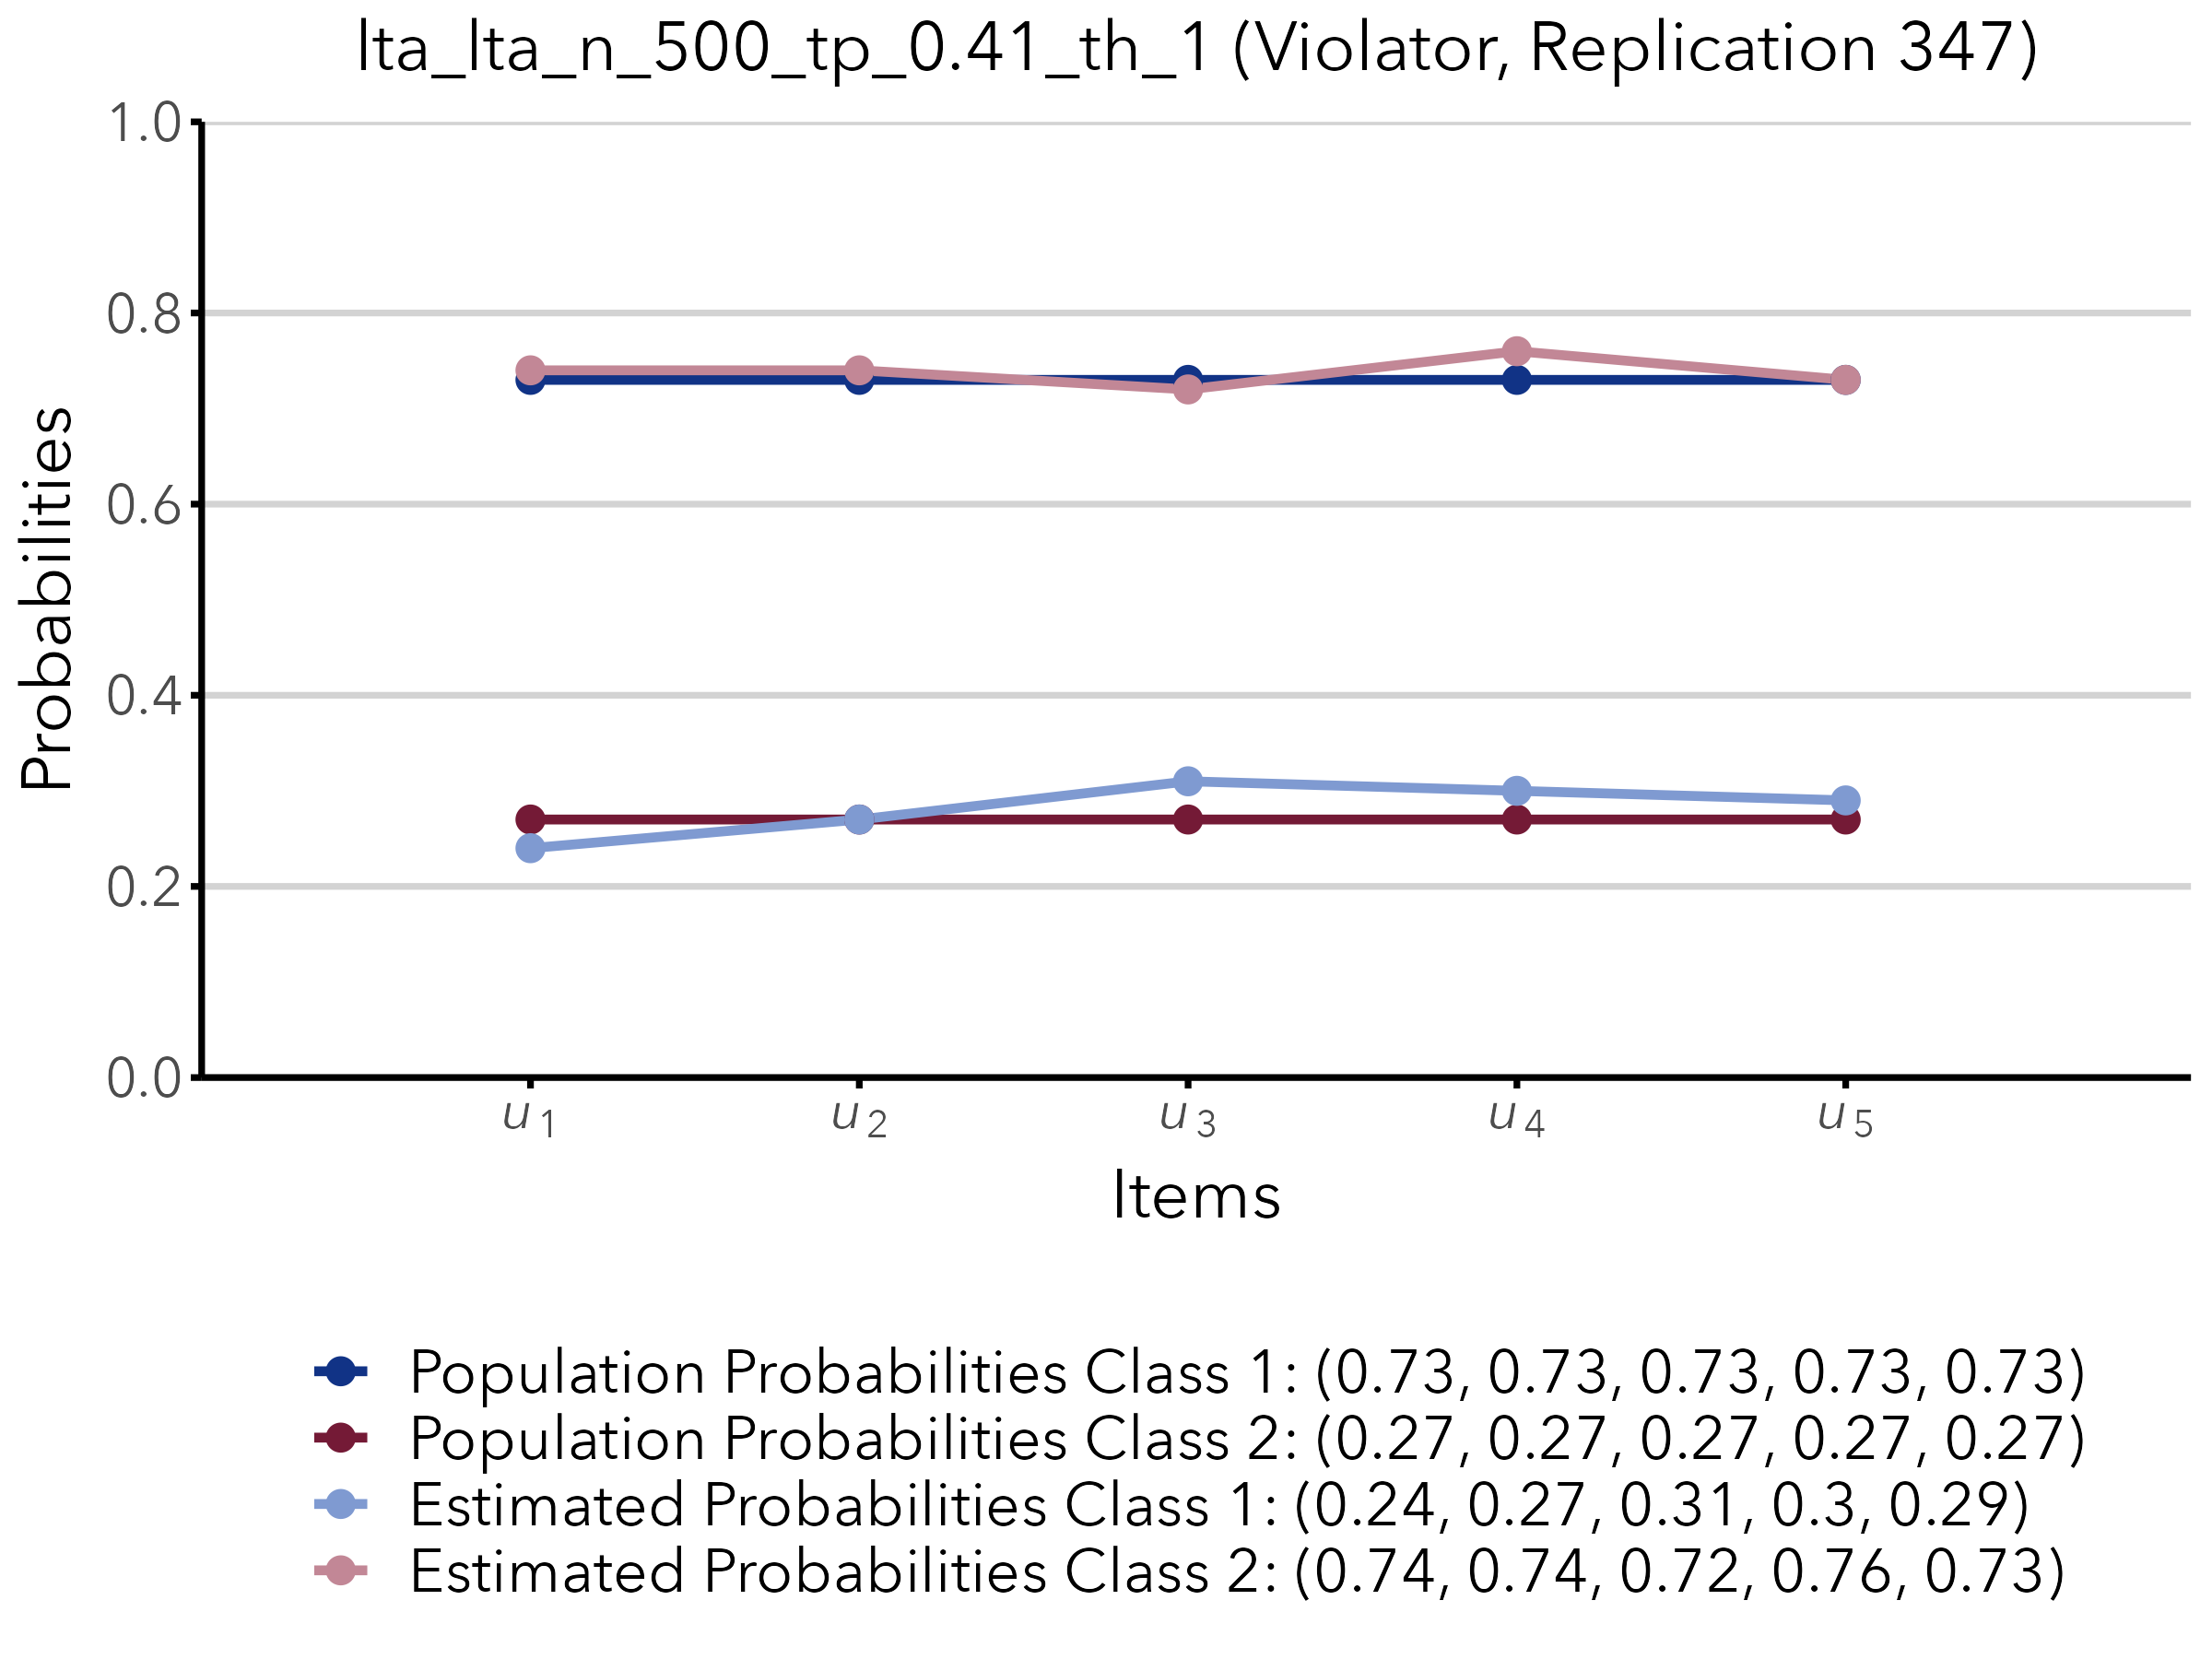 lta_lta_n_500_tp_0.41_th_1 (Violator, Replication 347)
1.0
0.8
0.6
0.4
0.2
0.0
Probabilities
u1 u2 u3 u4 u5
Items
Population Probabilities Class 1: (0.73, 0.73, 0.73, 0.73, 0.73)
Population Probabilities Class 2: (0.27, 0.27, 0.27, 0.27, 0.27)
Estimated Probabilities Class 1: (0.24, 0.27, 0.31, 0.3, 0.29)
Estimated Probabilities Class 2: (0.74, 0.74, 0.72, 0.76, 0.73)